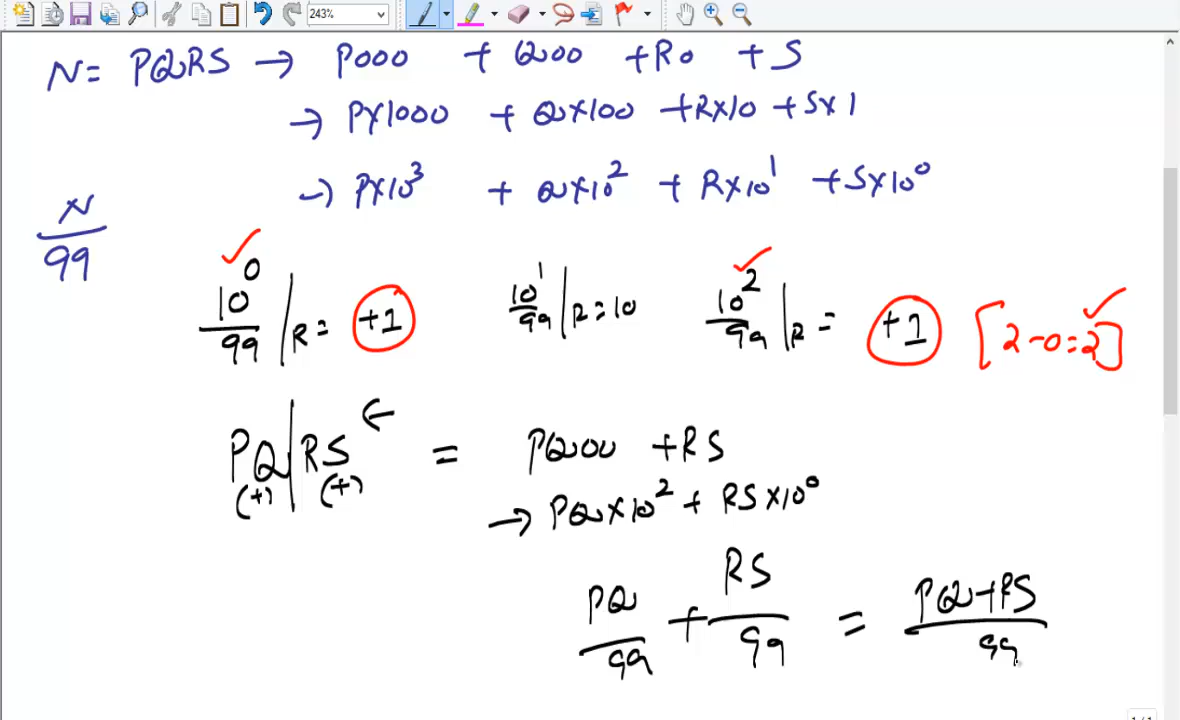 243%
N = PQRS → P000 + Q00 + R0 + S
→ P×1000 + Q×100 + R×10 + S×1
→ P×10³ + Q×10² + R×10¹ + S×10⁰
N/99
10⁰/99 | R = +1 10¹/99 | R = 10 10²/99 | R = +1 [2-0=2]
PQ|RS ← = PQ00 + RS
(+) (+)
→ PQ×10² + RS×10⁰
PQ/99 + RS/99 = PQ+RS/99